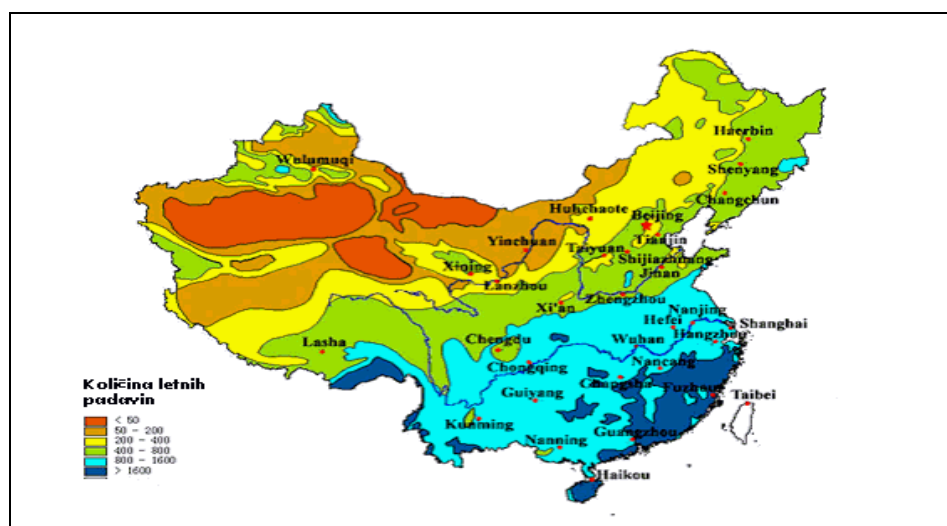 Haerbin
Wulumuqi
Shenyang
Changchun
Huhehaote
Beijing
Tianjin
Yinchuan
Taiyuan
Shijiazhuang
Xining
Jinan
Lanzhou
Xi'an
Zhengzhou
Nanjing
Hefei
Shanghai
Hangzhou
Lasha
Chengdu
Wuhan
Chongqing
Nancang
Changsha
Fuzhou
Guiyang
Taibei
Kunming
Guangzhou
Nanning
Haikou
Količina letnih
padavin
< 50
50 - 200
200 - 400
400 - 800
800 - 1600
> 1600